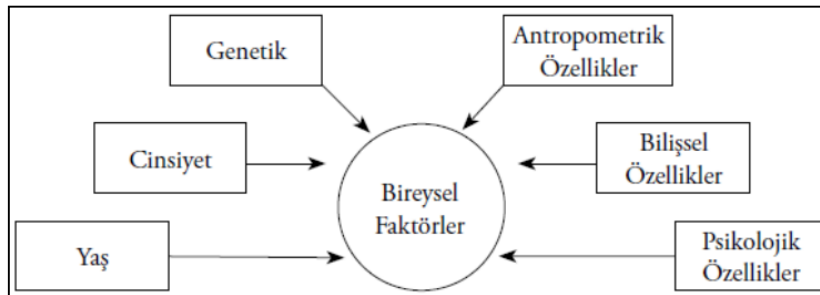 Genetik
Antropometrik
Özellikler
Cinsiyet
Bireysel
Faktörler
Bilişsel
Özellikler
Yaş
Psikolojik
Özellikler